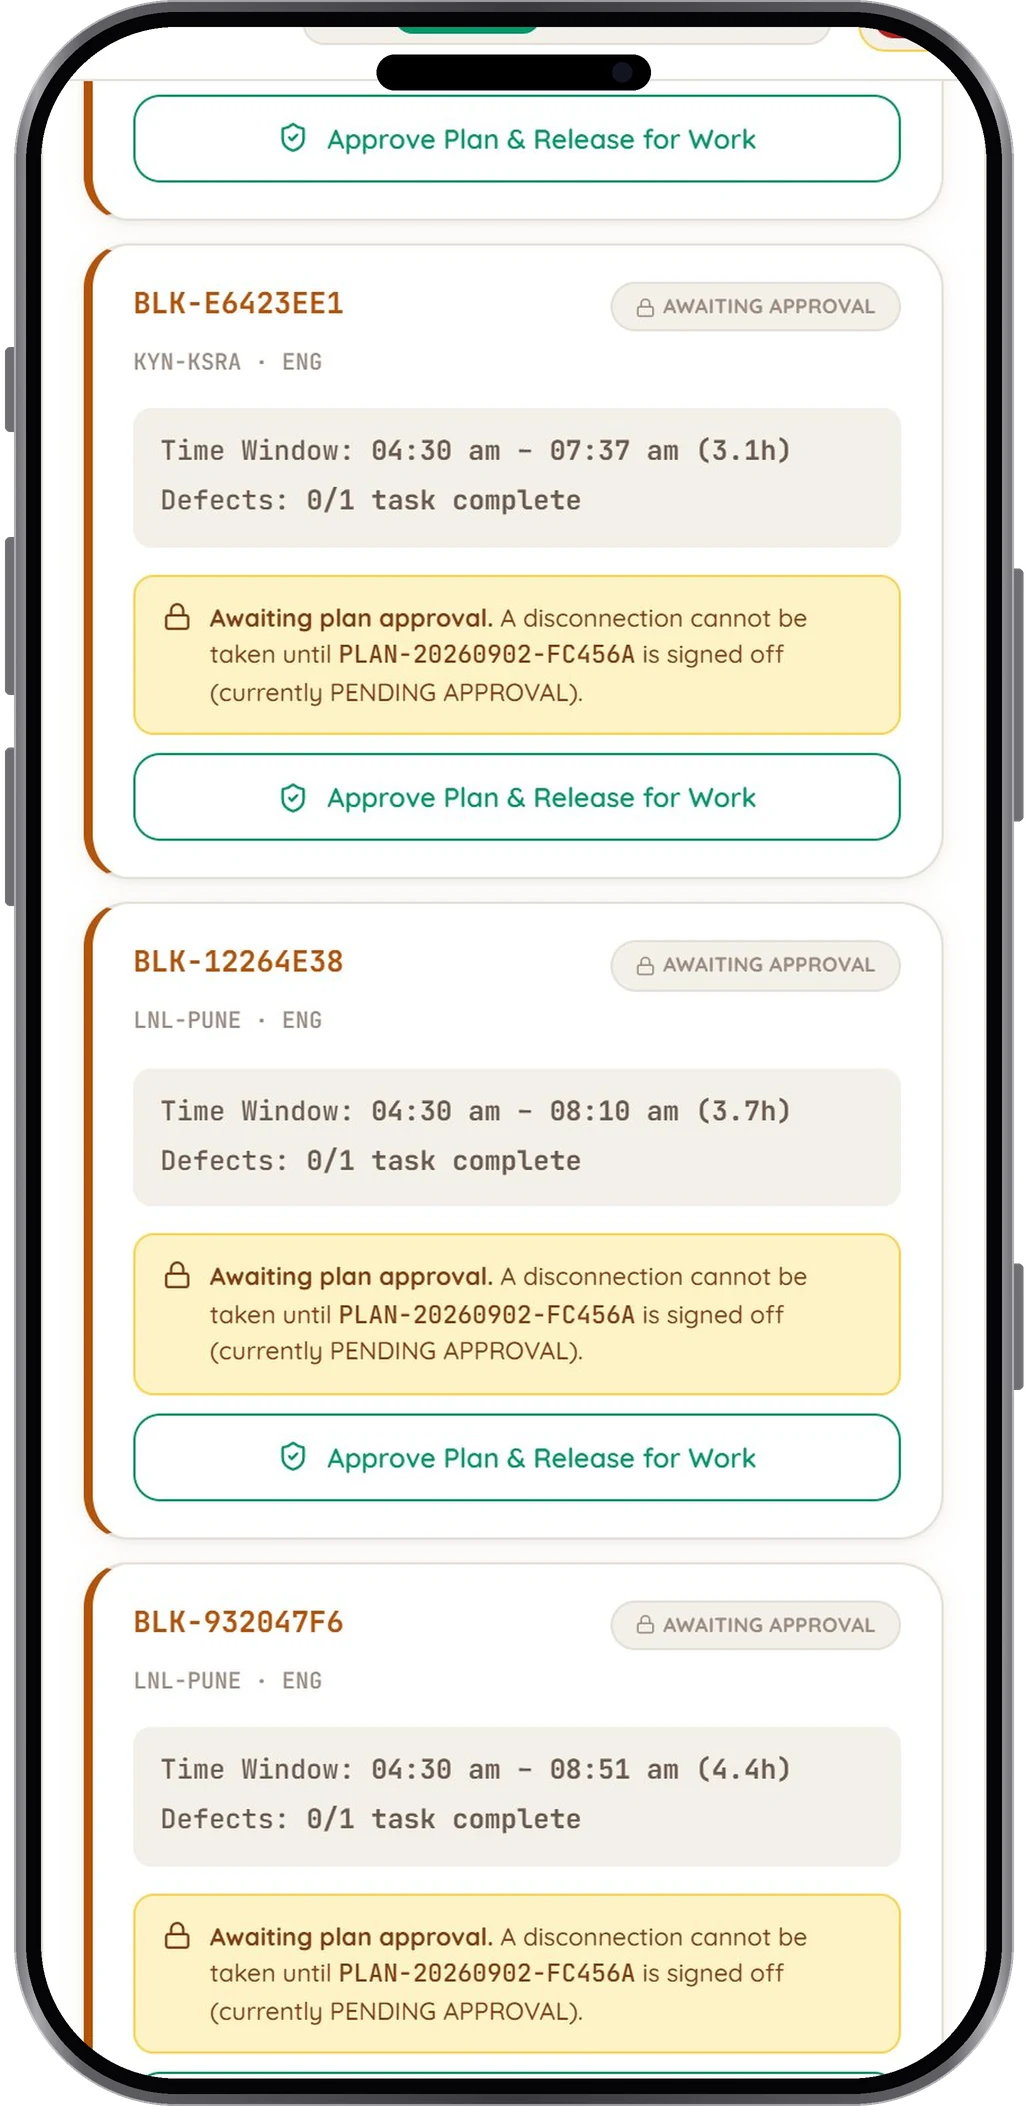 Approve Plan & Release for Work
BLK-E6423EE1
AWAITING APPROVAL
KYN-KSRA · ENG
Time Window: 04:30 am – 07:37 am (3.1h)
Defects: 0/1 task complete
Awaiting plan approval. A disconnection cannot be
taken until PLAN-20260902-FC456A is signed off
(currently PENDING APPROVAL).
Approve Plan & Release for Work
BLK-12264E38
AWAITING APPROVAL
LNL-PUNE · ENG
Time Window: 04:30 am – 08:10 am (3.7h)
Defects: 0/1 task complete
Awaiting plan approval. A disconnection cannot be
taken until PLAN-20260902-FC456A is signed off
(currently PENDING APPROVAL).
Approve Plan & Release for Work
BLK-932047F6
AWAITING APPROVAL
LNL-PUNE · ENG
Time Window: 04:30 am – 08:51 am (4.4h)
Defects: 0/1 task complete
Awaiting plan approval. A disconnection cannot be
taken until PLAN-20260902-FC456A is signed off
(currently PENDING APPROVAL).